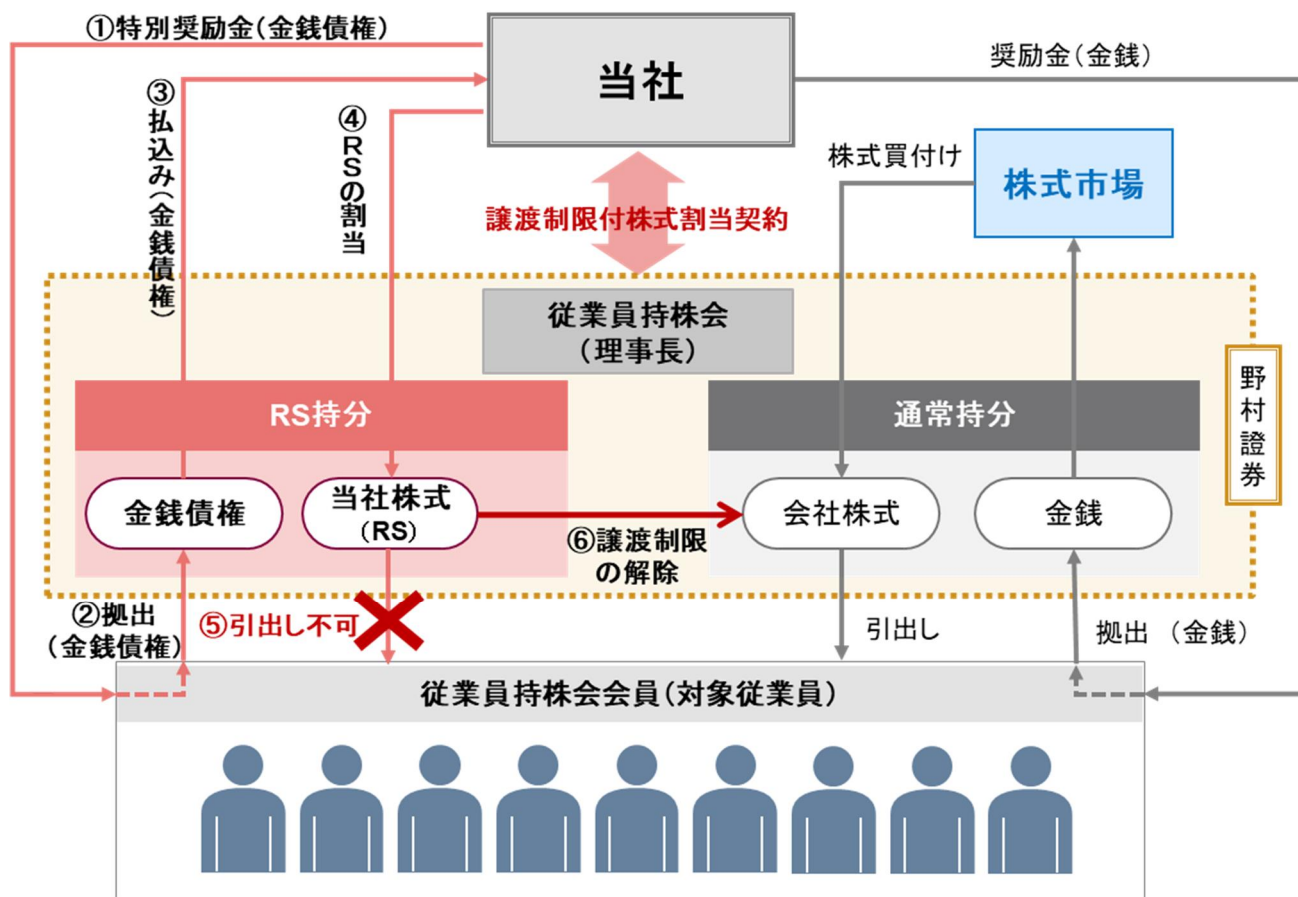 ①特別奨励金(金銭債権)
当社
奨励金(金銭)
③払込み(金銭債権)
④RSの割当
株式買付け
株式市場
譲渡制限付株式割当契約
従業員持株会
(理事長)
野村證券
RS持分
通常持分
金銭債権
当社株式
(RS)
会社株式
金銭
⑥譲渡制限
の解除
②拠出
(金銭債権)
⑤引出し不可
引出し
拠出 (金銭)
従業員持株会会員(対象従業員)